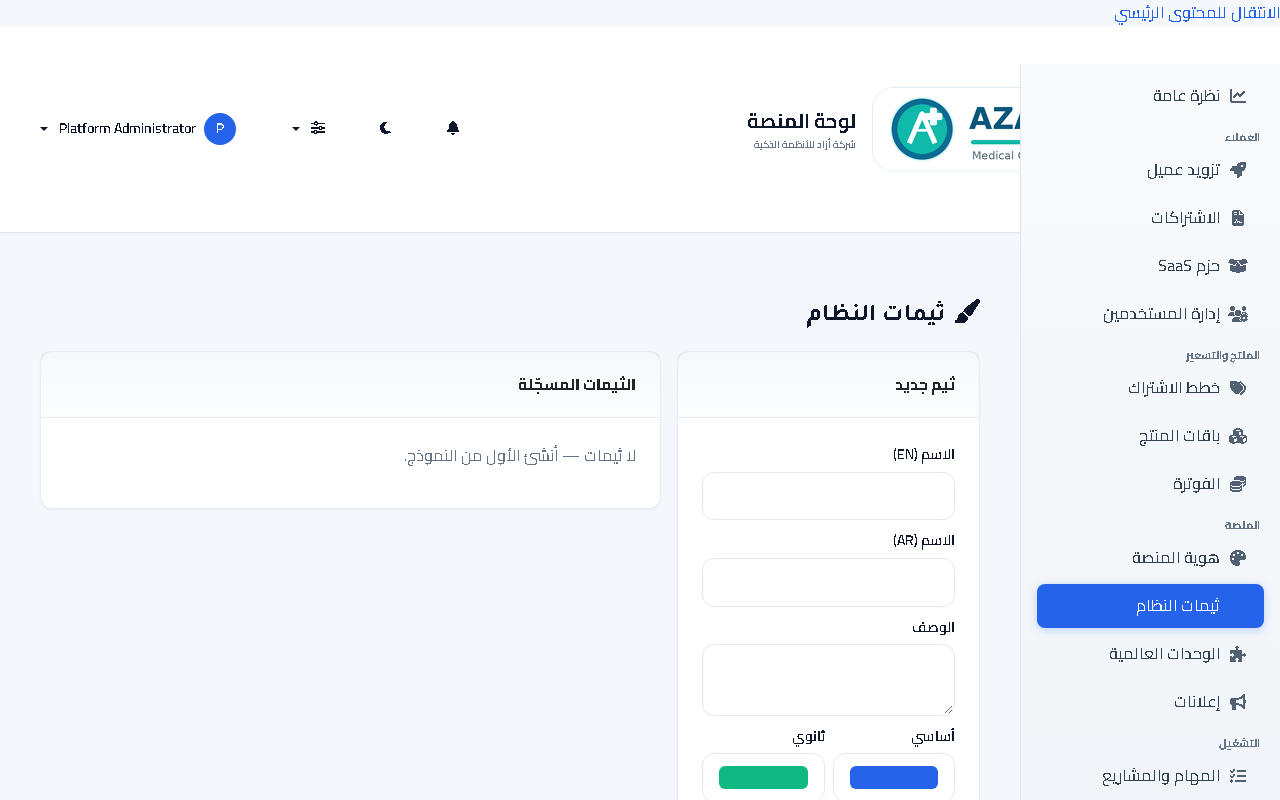 الانتقال للمحتوى الرئيسي
AZA
Medical
لوحة المنصة
شركة أزاد للأنظمة الذكية
P
Platform Administrator
نظرة عامة
العملاء
تزويد عميل
الاشتراكات
حزم SaaS
إدارة المستخدمين
المنتج والتسعير
خطط الاشتراك
باقات المنتج
الفوترة
المنصة
هوية المنصة
ثيمات النظام
الوحدات العالمية
إعلانات
التشغيل
المهام والمشاريع
ثيمات النظام
ثيم جديد
الاسم (EN)
الاسم (AR)
الوصف
أساسي
ثانوي
الثيمات المسجّلة
لا ثيمات — أنشئ الأول من النموذج.